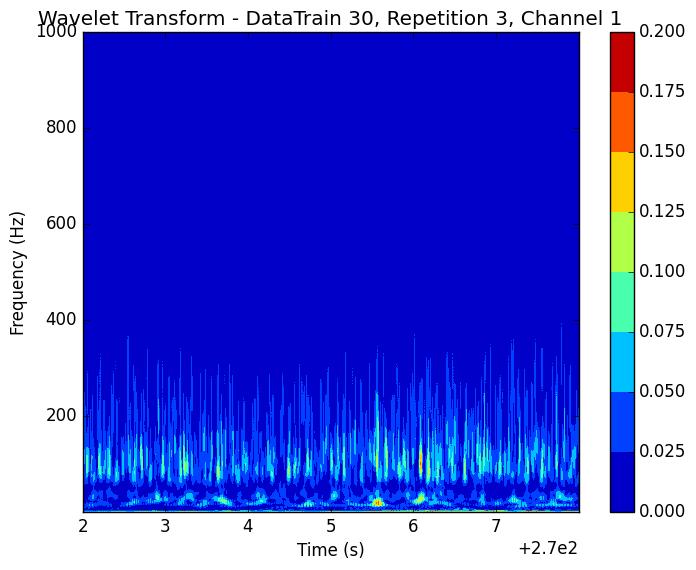 Wavelet Transform - DataTrain 30, Repetition 3, Channel 1
1000
800
600
400
200
Frequency (Hz)
2 3 4 5 6 7
Time (s)
+2.7e2
0.200
0.175
0.150
0.125
0.100
0.075
0.050
0.025
0.000